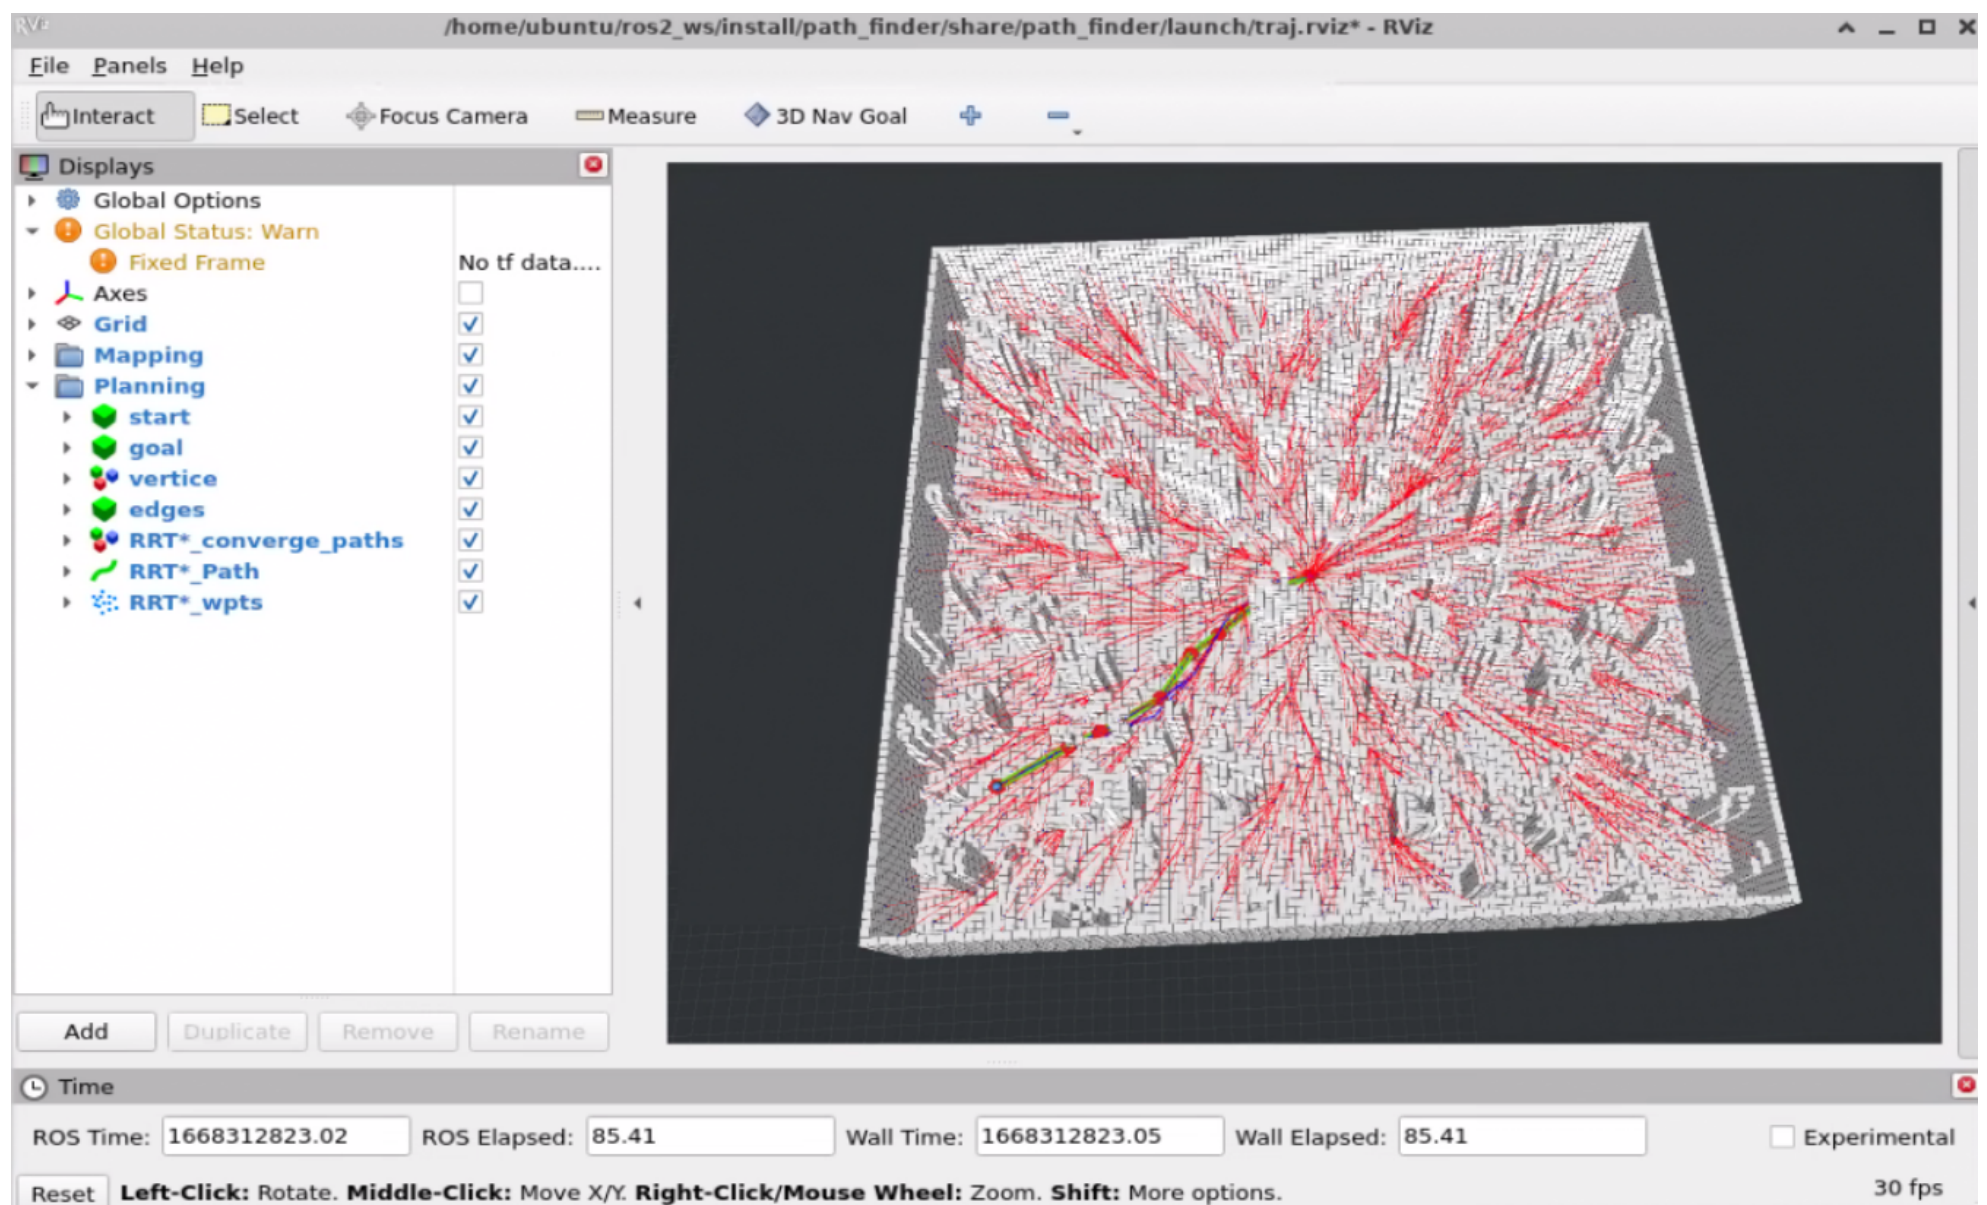 RViz
/home/ubuntu/ros2_ws/install/path_finder/share/path_finder/launch/traj.rviz* - RViz
File Panels Help
Interact Select Focus Camera Measure 3D Nav Goal
Displays
Global Options
Global Status: Warn
Fixed Frame No tf data....
Axes
Grid
Mapping
Planning
start
goal
vertice
edges
RRT*_converge_paths
RRT*_Path
RRT*_wpts
Add Duplicate Remove Rename
Time
ROS Time: 1668312823.02 ROS Elapsed: 85.41 Wall Time: 1668312823.05 Wall Elapsed: 85.41 Experimental
Reset Left-Click: Rotate. Middle-Click: Move X/Y. Right-Click/Mouse Wheel: Zoom. Shift: More options. 30 fps